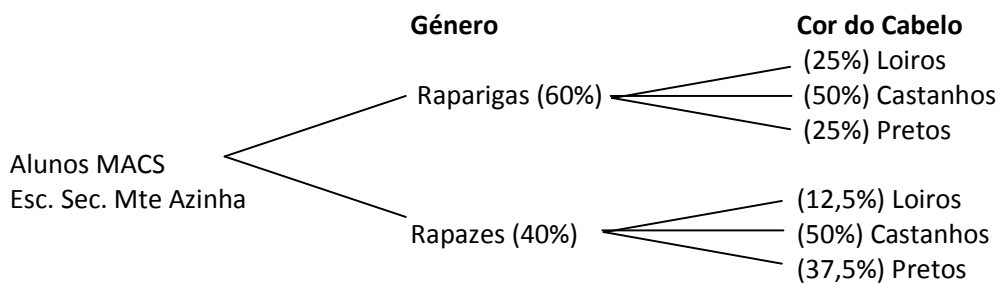 Género
Cor do Cabelo
(25%) Loiros
Raparigas (60%)
(50%) Castanhos
(25%) Pretos
Alunos MACS
Esc. Sec. Mte Azinha
(12,5%) Loiros
Rapazes (40%)
(50%) Castanhos
(37,5%) Pretos